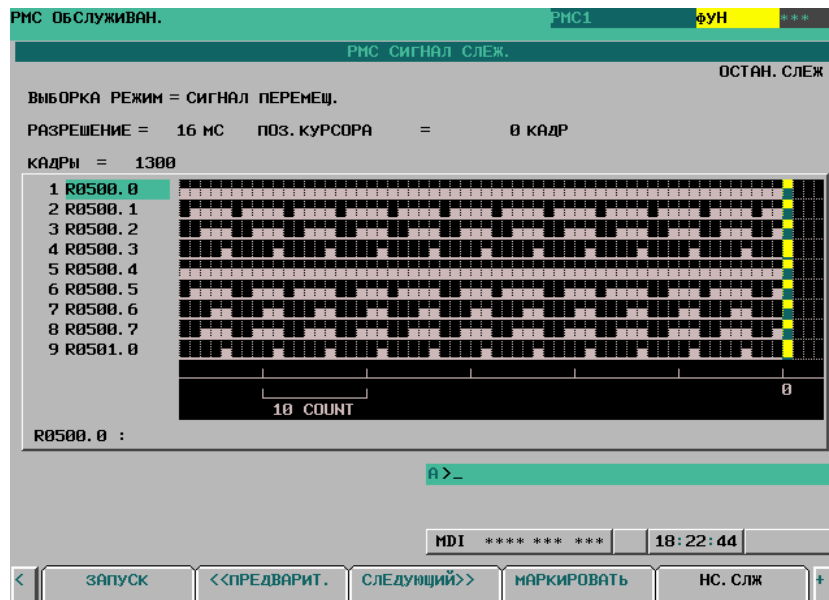 РМС ОБСЛУЖИВАН. PMC1 ФУН ***
РМС СИГНАЛ СЛЕЖ.
ОСТАН. СЛЕЖ
ВЫБОРКА РЕЖИМ = СИГНАЛ ПЕРЕМЕЩ.
РАЗРЕШЕНИЕ = 16 МС ПОЗ. КУРСОРА = 0 КАДР
КАДРЫ = 1300
1 R0500. 0
2 R0500. 1
3 R0500. 2
4 R0500. 3
5 R0500. 4
6 R0500. 5
7 R0500. 6
8 R0500. 7
9 R0501. 0
0
10 COUNT
R0500. 0 :
A >_
MDI **** *** *** 18:22:44
< ЗАПУСК <<ПРЕДВАРИТ. СЛЕДУЮЩИЙ>> МАРКИРОВАТЬ НС. СЛЖ +